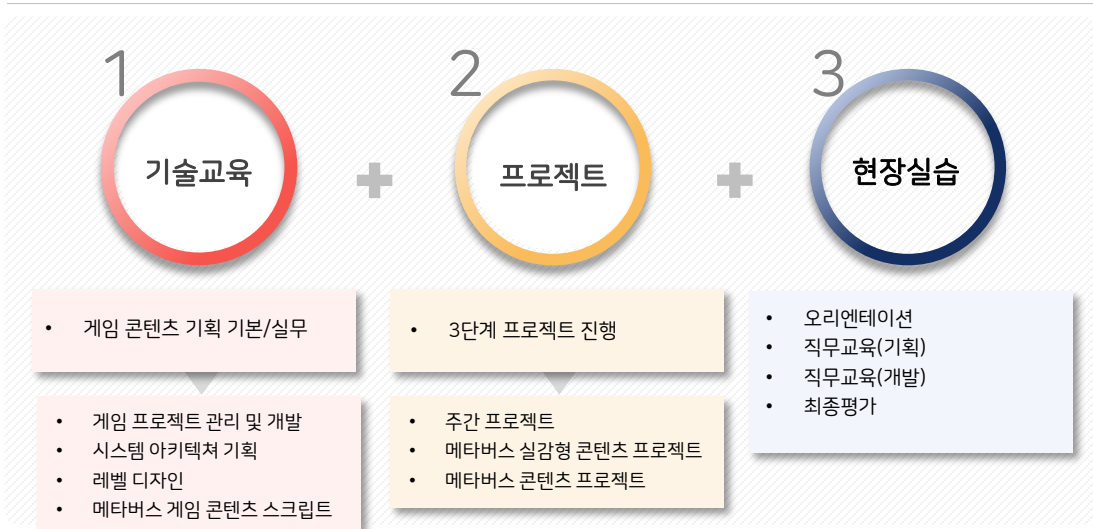 1
기술교육
2
프로젝트
3
현장실습
• 게임 콘텐츠 기획 기본/실무
• 게임 프로젝트 관리 및 개발
• 시스템 아키텍쳐 기획
• 레벨 디자인
• 메타버스 게임 콘텐츠 스크립트
• 3단계 프로젝트 진행
• 주간 프로젝트
• 메타버스 실감형 콘텐츠 프로젝트
• 메타버스 콘텐츠 프로젝트
• 오리엔테이션
• 직무교육(기획)
• 직무교육(개발)
• 최종평가